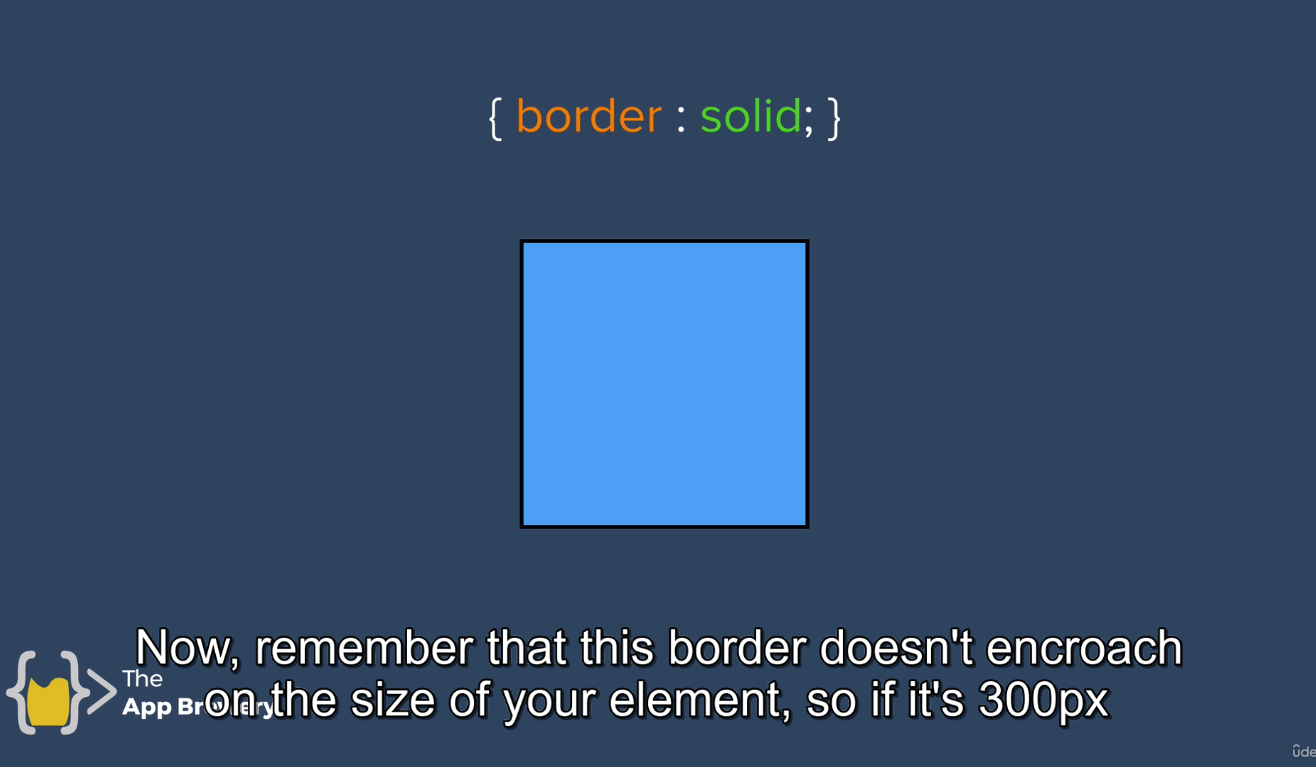 { border : solid; }
Now, remember that this border doesn't encroach
on the size of your element, so if it's 300px
The
App Brewery